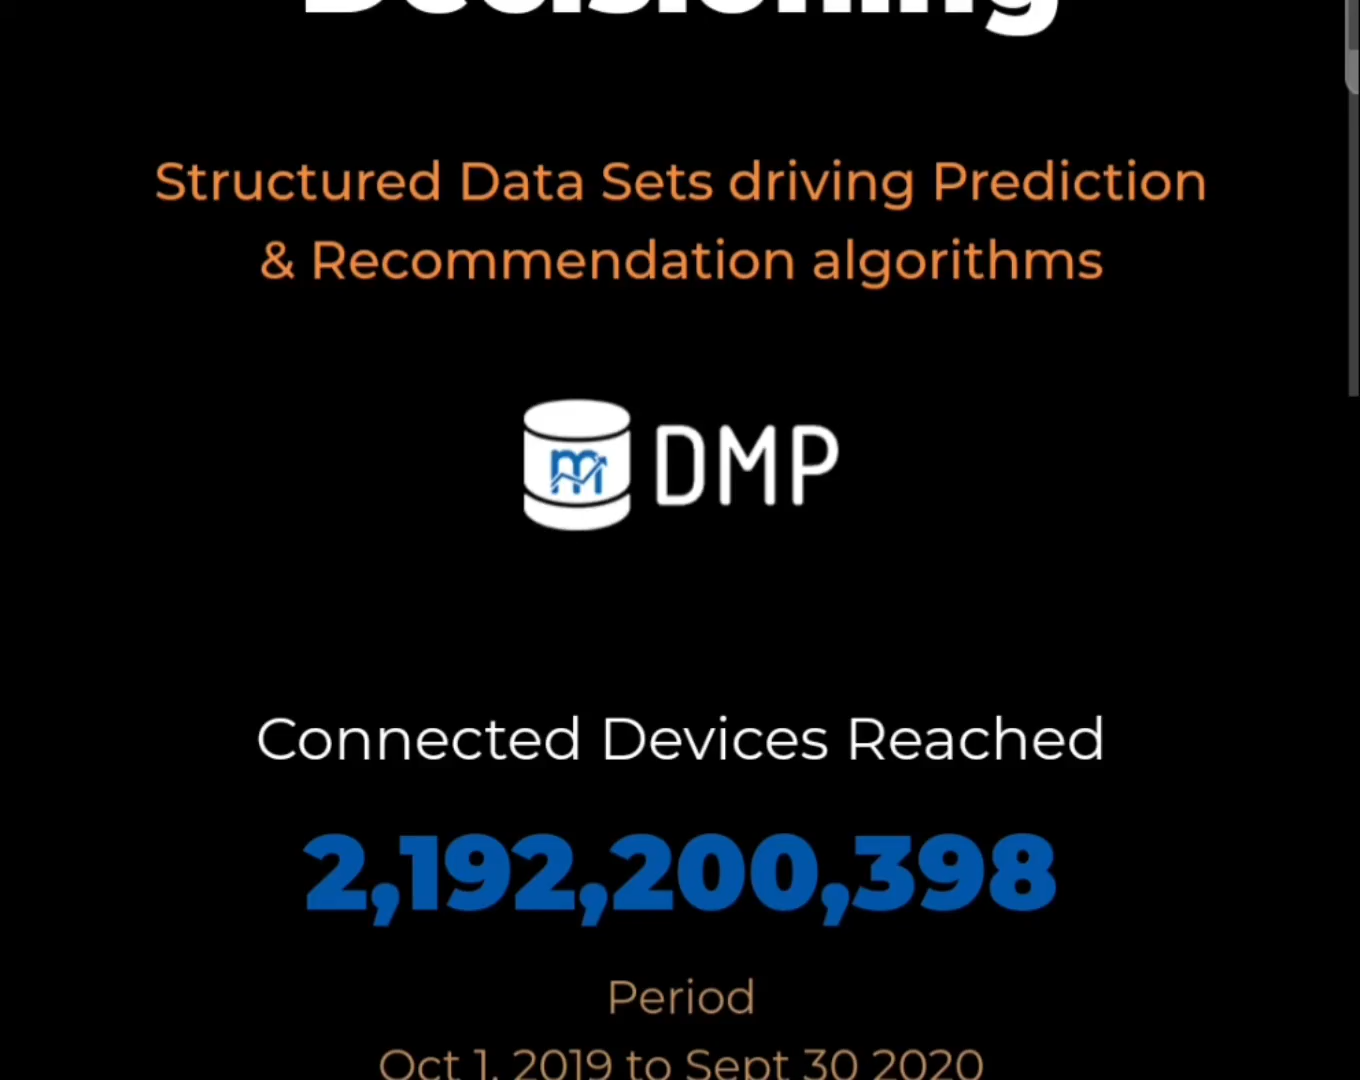 Decisioning
Structured Data Sets driving Prediction
& Recommendation algorithms
m DMP
Connected Devices Reached
2,192,200,398
Period
Oct 1, 2019 to Sept 30 2020